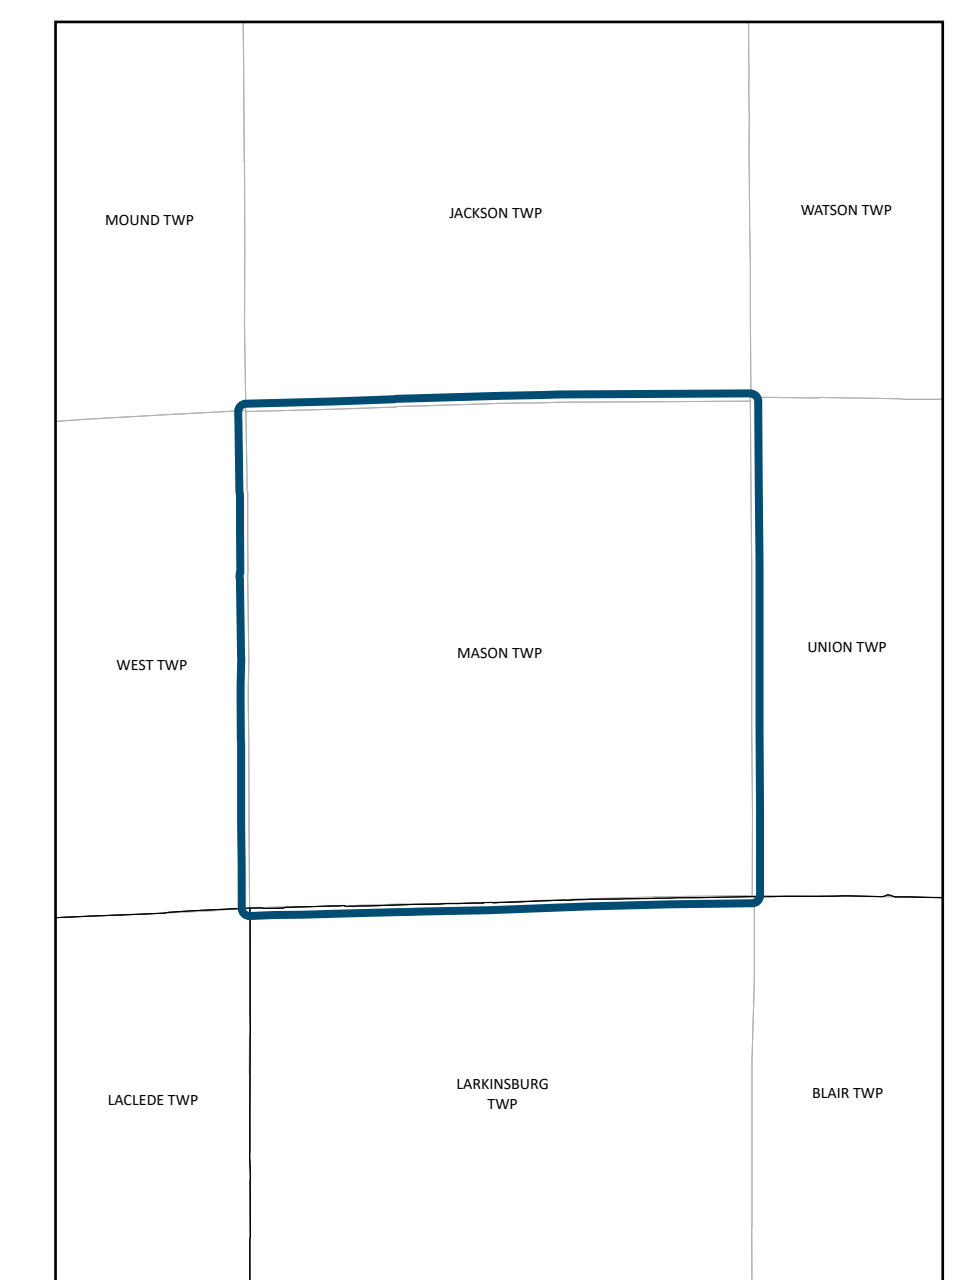 MOUND TWP
JACKSON TWP
WATSON TWP
WEST TWP
MASON TWP
UNION TWP
LACLEDE TWP
LARKINSBURG
TWP
BLAIR TWP